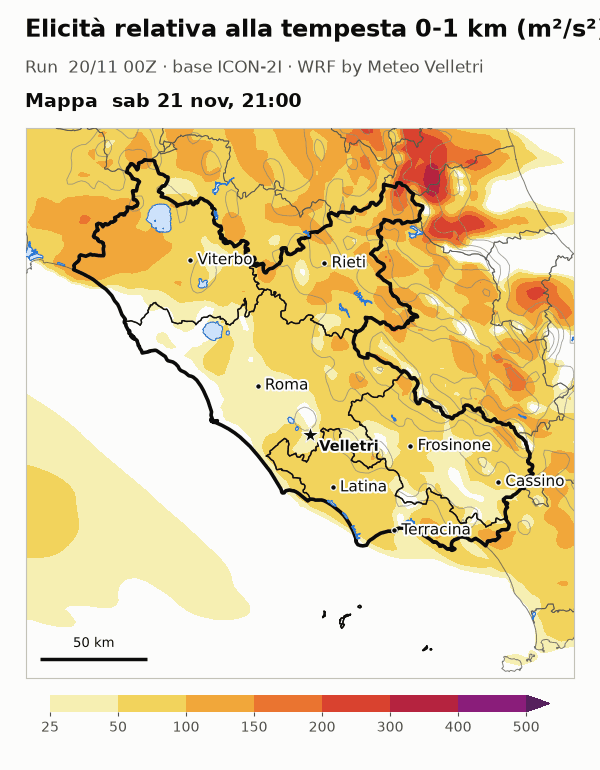 Elicità relativa alla tempesta 0-1 km (m²/s²)
Run  20/11 00Z · base ICON-2I · WRF by Meteo Velletri
Mappa  sab 21 nov, 21:00
Viterbo
Rieti
Roma
Velletri
Frosinone
Cassino
Latina
Terracina
50 km
25 50 100 150 200 300 400 500